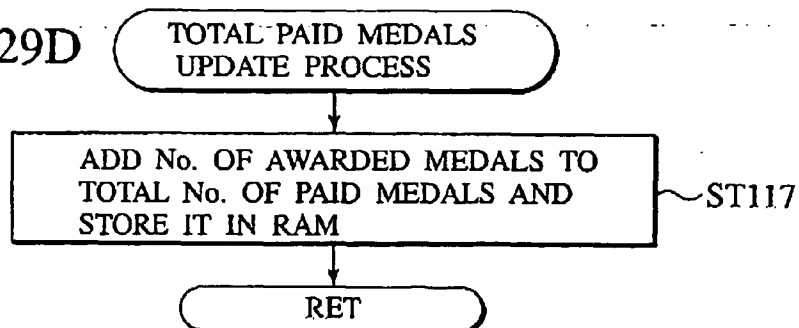 29D
TOTAL PAID MEDALS
UPDATE PROCESS
ADD No. OF AWARDED MEDALS TO
TOTAL No. OF PAID MEDALS AND
STORE IT IN RAM
ST117
RET